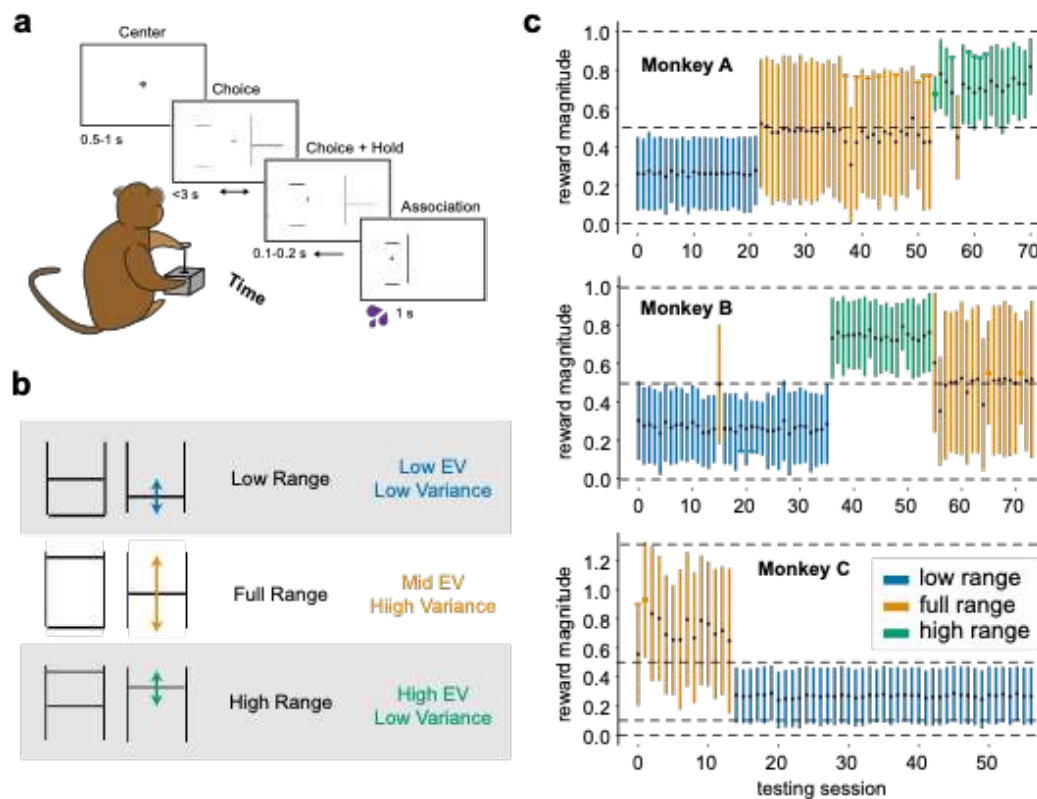 a
Center
0.5-1 s
Choice
<3 s
Choice + Hold
0.1-0.2 s
Association
1 s
Time
b
Low Range
Low EV
Low Variance
Full Range
Mid EV
Hiigh Variance
High Range
High EV
Low Variance
c
Monkey A
reward magnitude
1.0
0.8
0.6
0.4
0.2
0.0
0 10 20 30 40 50 60 70
Monkey B
reward magnitude
1.0
0.8
0.6
0.4
0.2
0.0
0 10 20 30 40 50 60 70
Monkey C
reward magnitude
1.2
1.0
0.8
0.6
0.4
0.2
0.0
low range
full range
high range
0 10 20 30 40 50
testing session